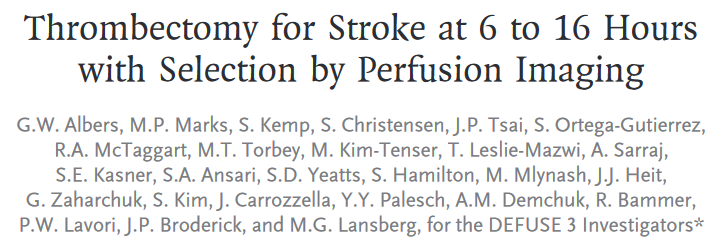 Thrombectomy for Stroke at 6 to 16 Hours
with Selection by Perfusion Imaging
G.W. Albers, M.P. Marks, S. Kemp, S. Christensen, J.P. Tsai, S. Ortega-Gutierrez,
R.A. McTaggart, M.T. Torbey, M. Kim-Tenser, T. Leslie-Mazwi, A. Sarraj,
S.E. Kasner, S.A. Ansari, S.D. Yeatts, S. Hamilton, M. Mlynash, J.J. Heit,
G. Zaharchuk, S. Kim, J. Carrozzella, Y.Y. Palesch, A.M. Demchuk, R. Bammer,
P.W. Lavori, J.P. Broderick, and M.G. Lansberg, for the DEFUSE 3 Investigators*